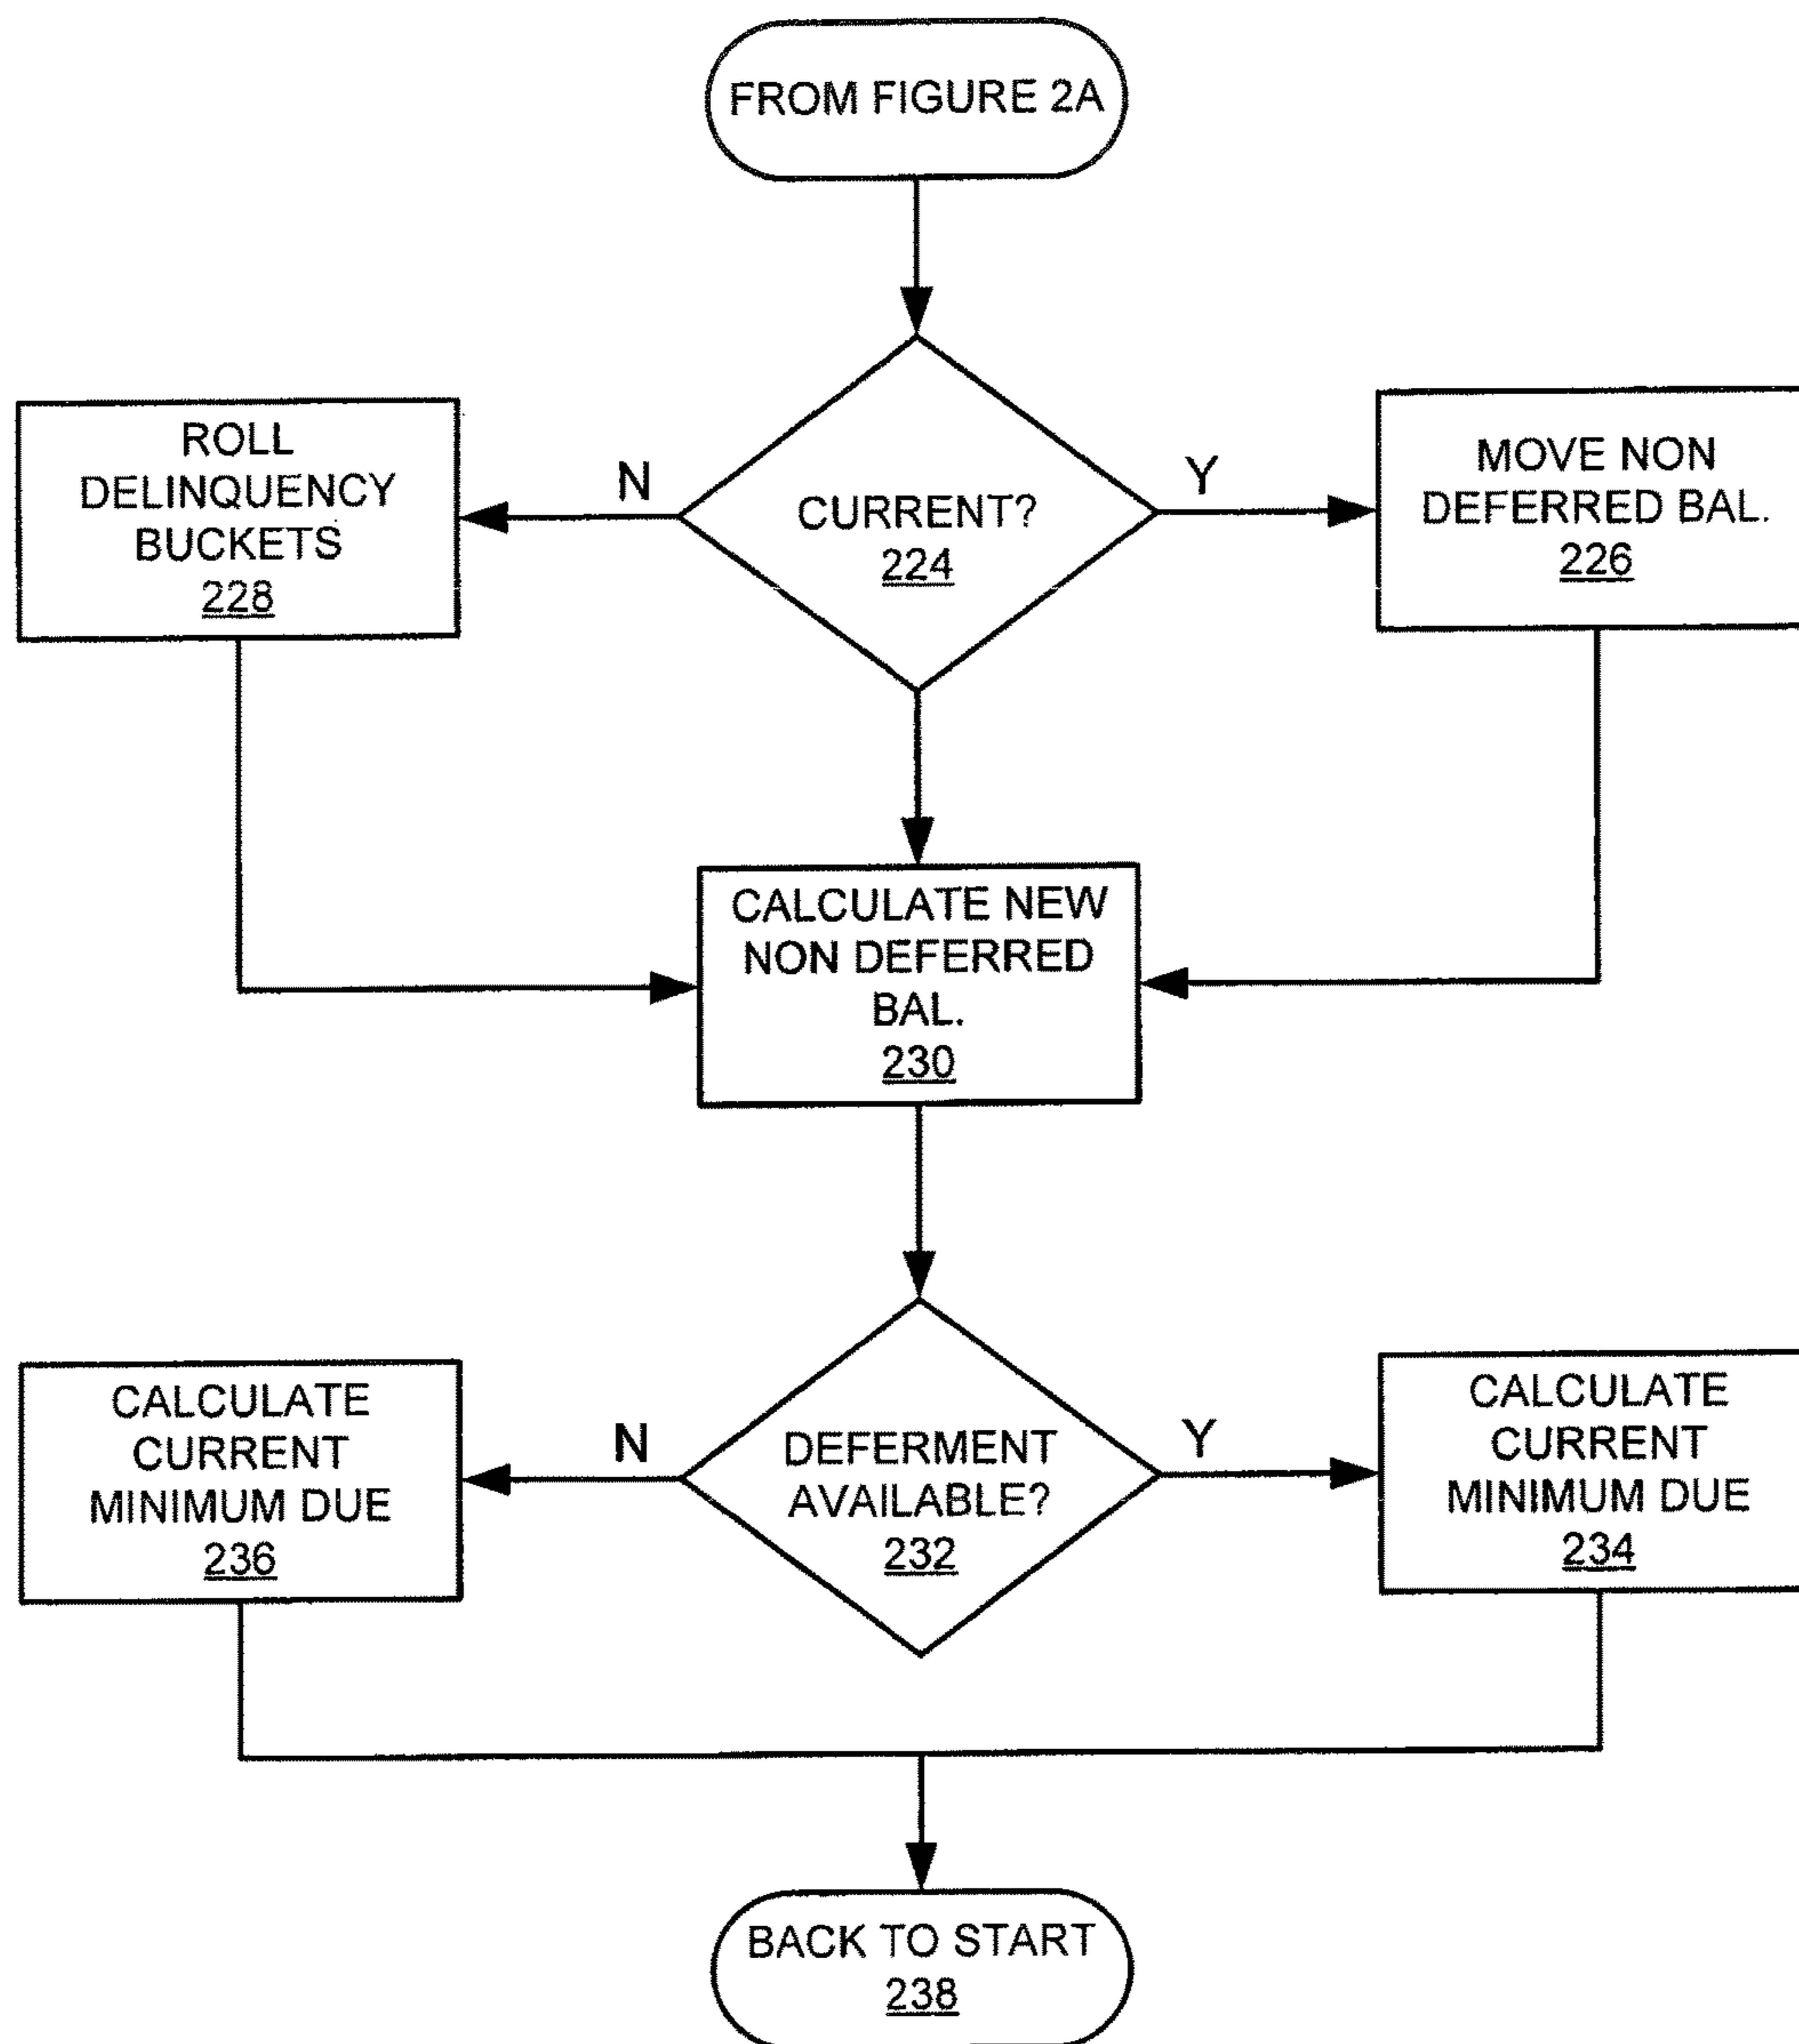 FROM FIGURE 2A
ROLL
DELINQUENCY
BUCKETS
228
N
CURRENT?
224
Y
MOVE NON
DEFERRED BAL.
226
CALCULATE NEW
NON DEFERRED
BAL.
230
CALCULATE
CURRENT
MINIMUM DUE
236
N
DEFERMENT
AVAILABLE?
232
Y
CALCULATE
CURRENT
MINIMUM DUE
234
BACK TO START
238